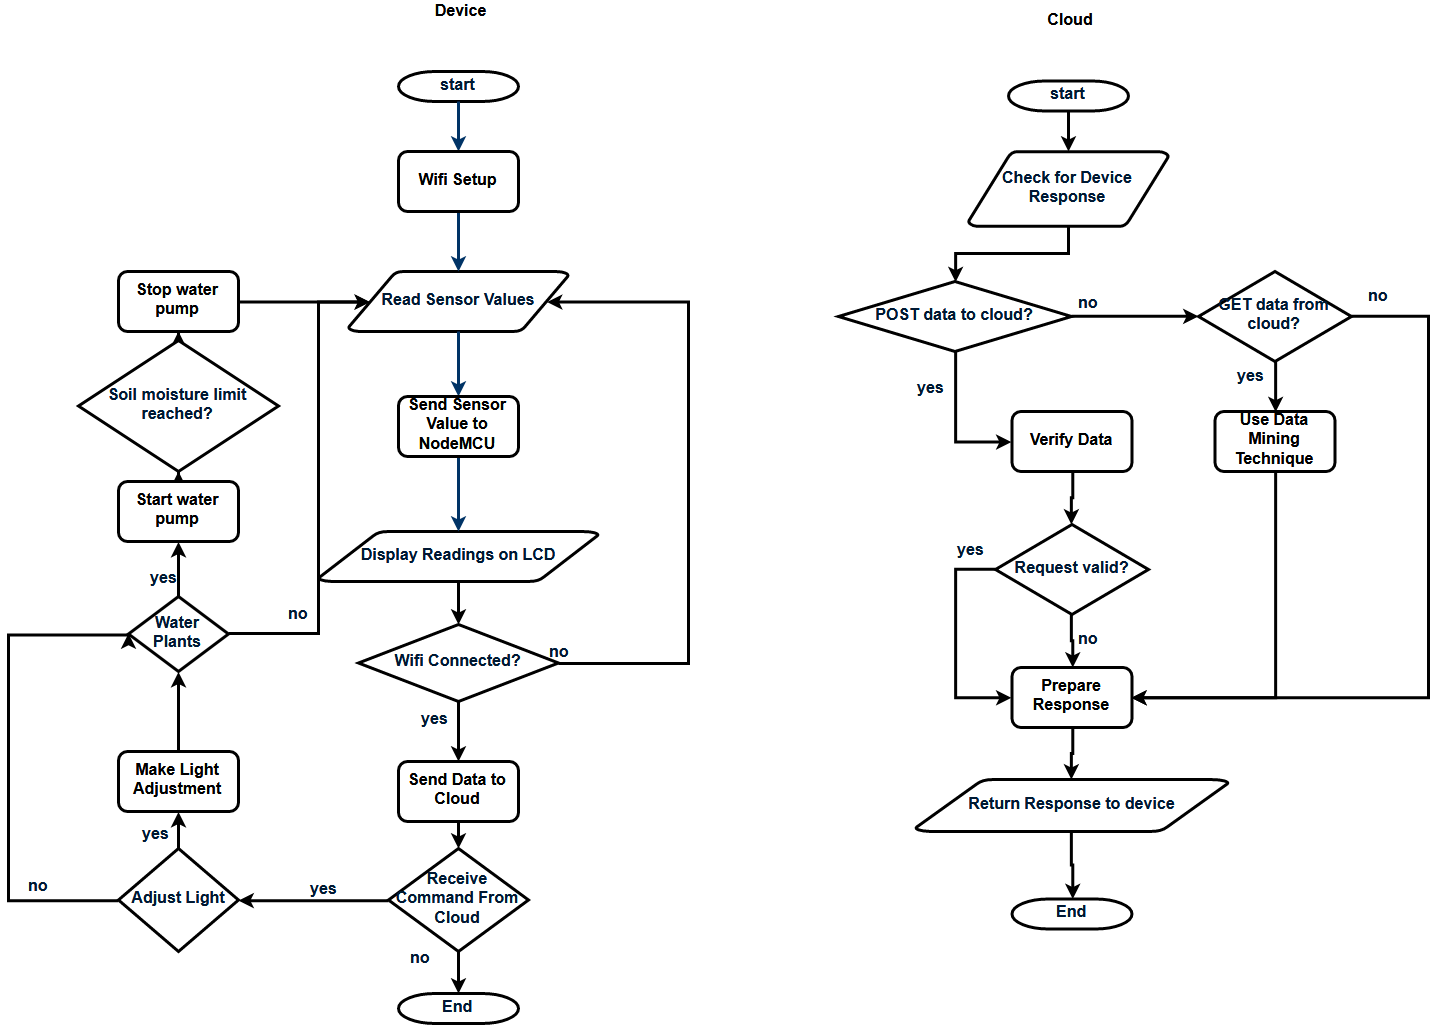 Device
start
Wifi Setup
Read Sensor Values
Send Sensor
Value to
NodeMCU
Display Readings on LCD
Wifi Connected?
no
yes
Send Data to
Cloud
Receive
Command From
Cloud
no
End
yes
Adjust Light
no
yes
Make Light
Adjustment
Water
Plants
no
yes
Start water
pump
Soil moisture limit
reached?
Stop water
pump
Cloud
start
Check for Device
Response
POST data to cloud?
no
GET data from
cloud?
no
yes
yes
Use Data
Mining
Technique
Verify Data
Request valid?
yes
no
Prepare
Response
Return Response to device
End